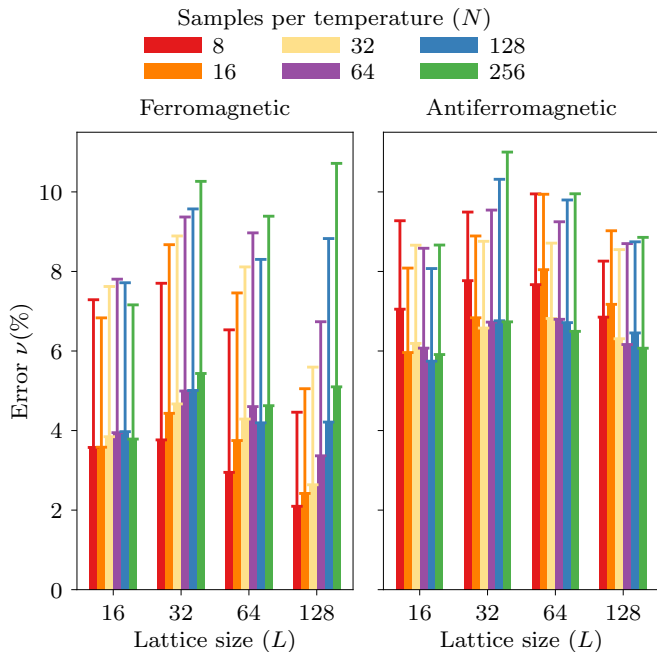 Samples per temperature (N)
8 32 128
16 64 256
Ferromagnetic Antiferromagnetic
Error ν(%)
10
8
6
4
2
0
16 32 64 128 16 32 64 128
Lattice size (L) Lattice size (L)